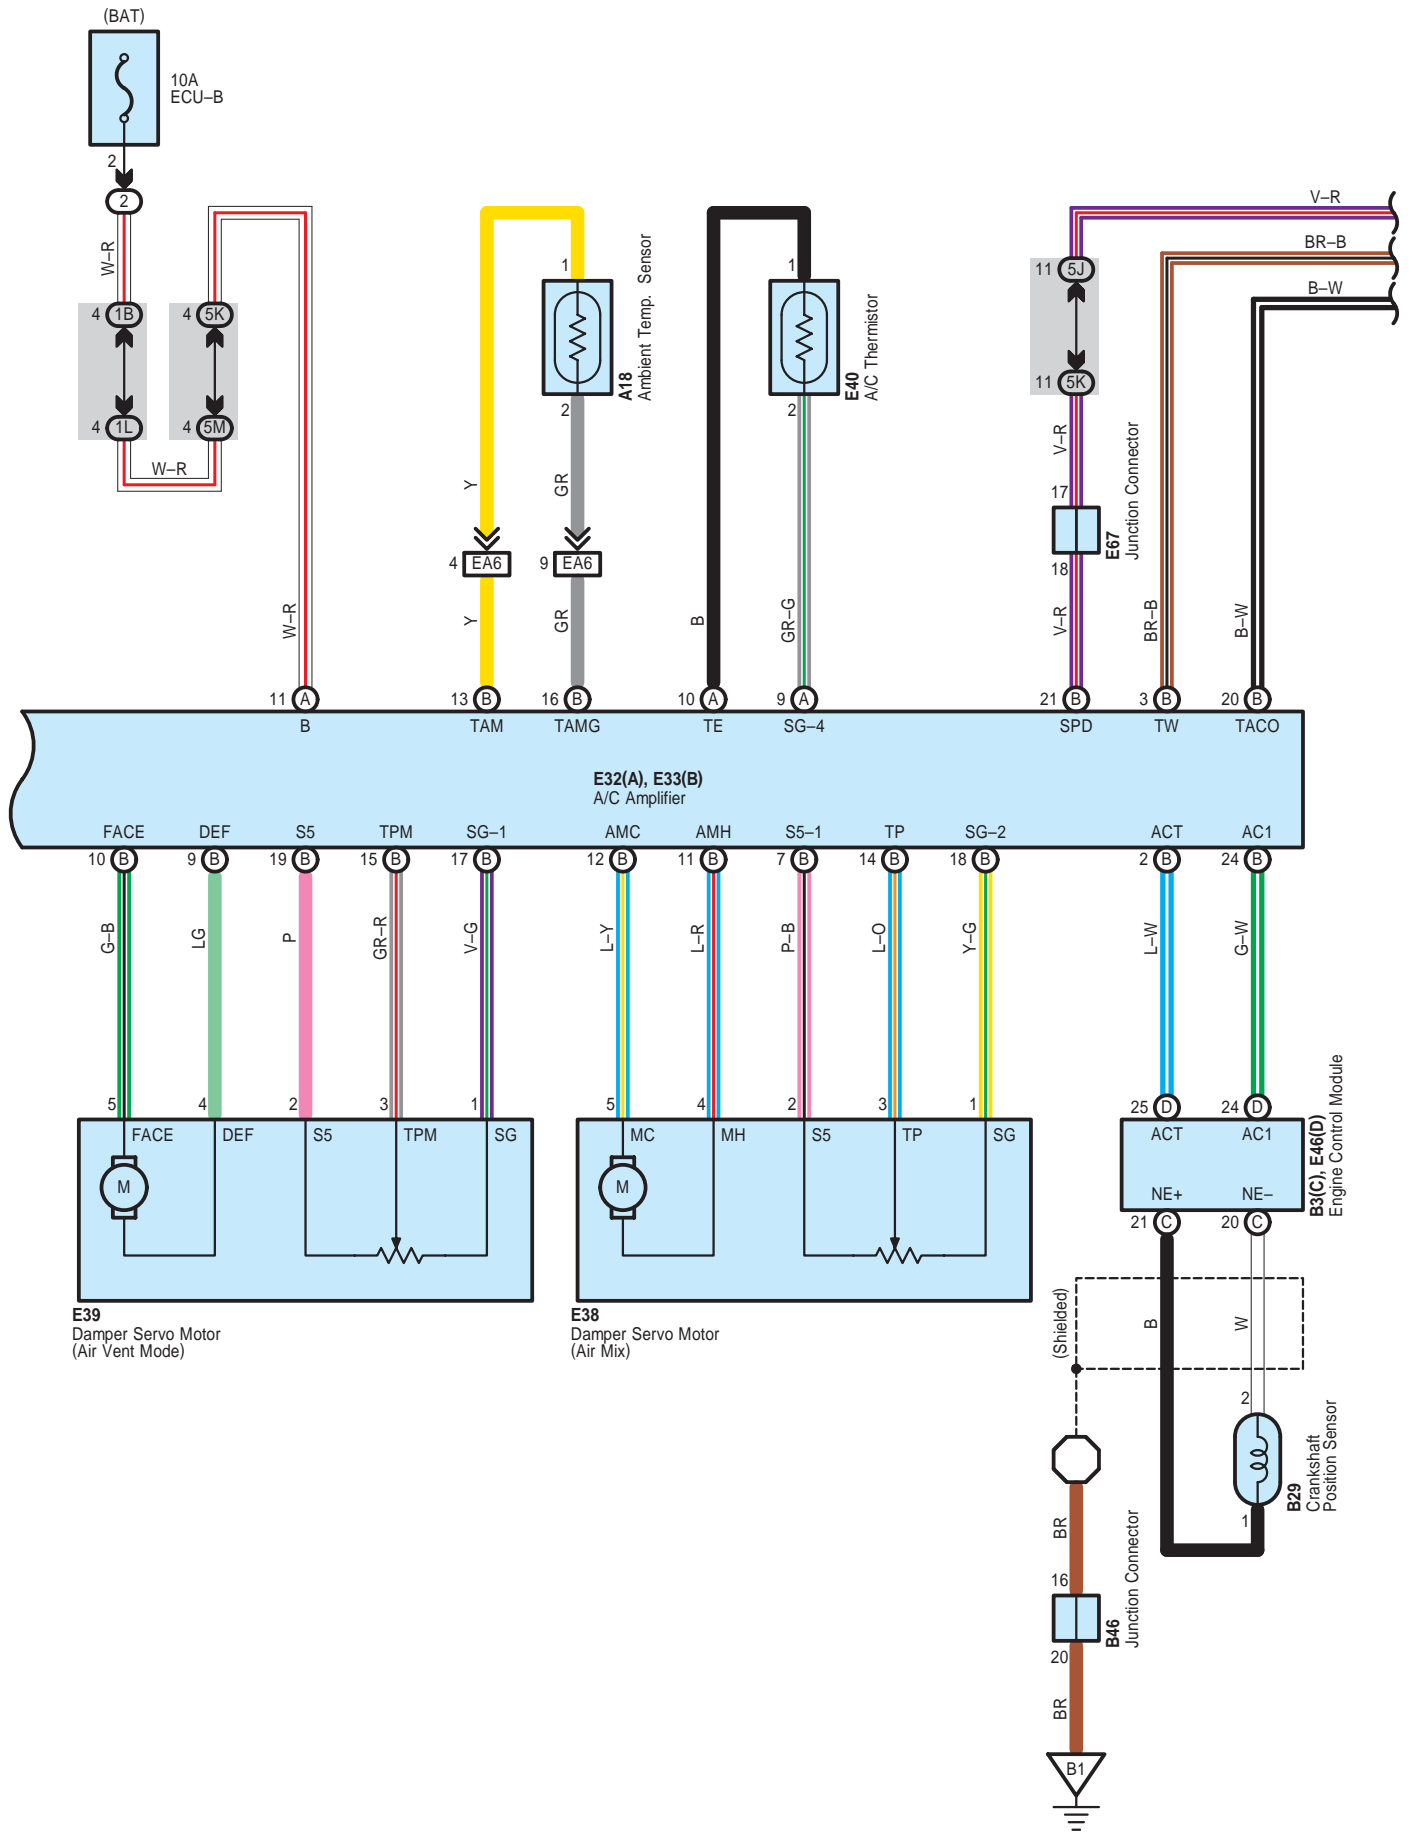 (BAT)
10A
ECU–B
2
2
W–R
4 1B
4 5K
4 1L
4 5M
W–R
W–R
1
A18
Ambient Temp. Sensor
2
Y
GR
4 EA6
9 EA6
Y
GR
1
E40
A/C Thermistor
2
B
GR–G
V–R
BR–B
B–W
11 5J
11 5K
V–R
17
E67
Junction Connector
18
V–R
BR–B
B–W
11 A
13 B
16 B
10 A
9 A
21 B
3 B
20 B
B
TAM
TAMG
TE
SG–4
SPD
TW
TACO
E32(A), E33(B)
A/C Amplifier
FACE
DEF
S5
TPM
SG–1
AMC
AMH
S5–1
TP
SG–2
ACT
AC1
10 B
9 B
19 B
15 B
17 B
12 B
11 B
7 B
14 B
18 B
2 B
24 B
G–B
LG
P
GR–R
V–G
L–Y
L–R
P–B
L–O
Y–G
L–W
G–W
5
4
2
3
1
5
4
2
3
1
25 D
24 D
FACE
DEF
S5
TPM
SG
MC
MH
S5
TP
SG
ACT
AC1
M
M
NE+
NE–
B3(C), E46(D)
Engine Control Module
21 C
20 C
E39
Damper Servo Motor
(Air Vent Mode)
E38
Damper Servo Motor
(Air Mix)
(Shielded)
B
W
2
B29
Crankshaft
Position Sensor
1
BR
16
B46
Junction Connector
20
BR
B1